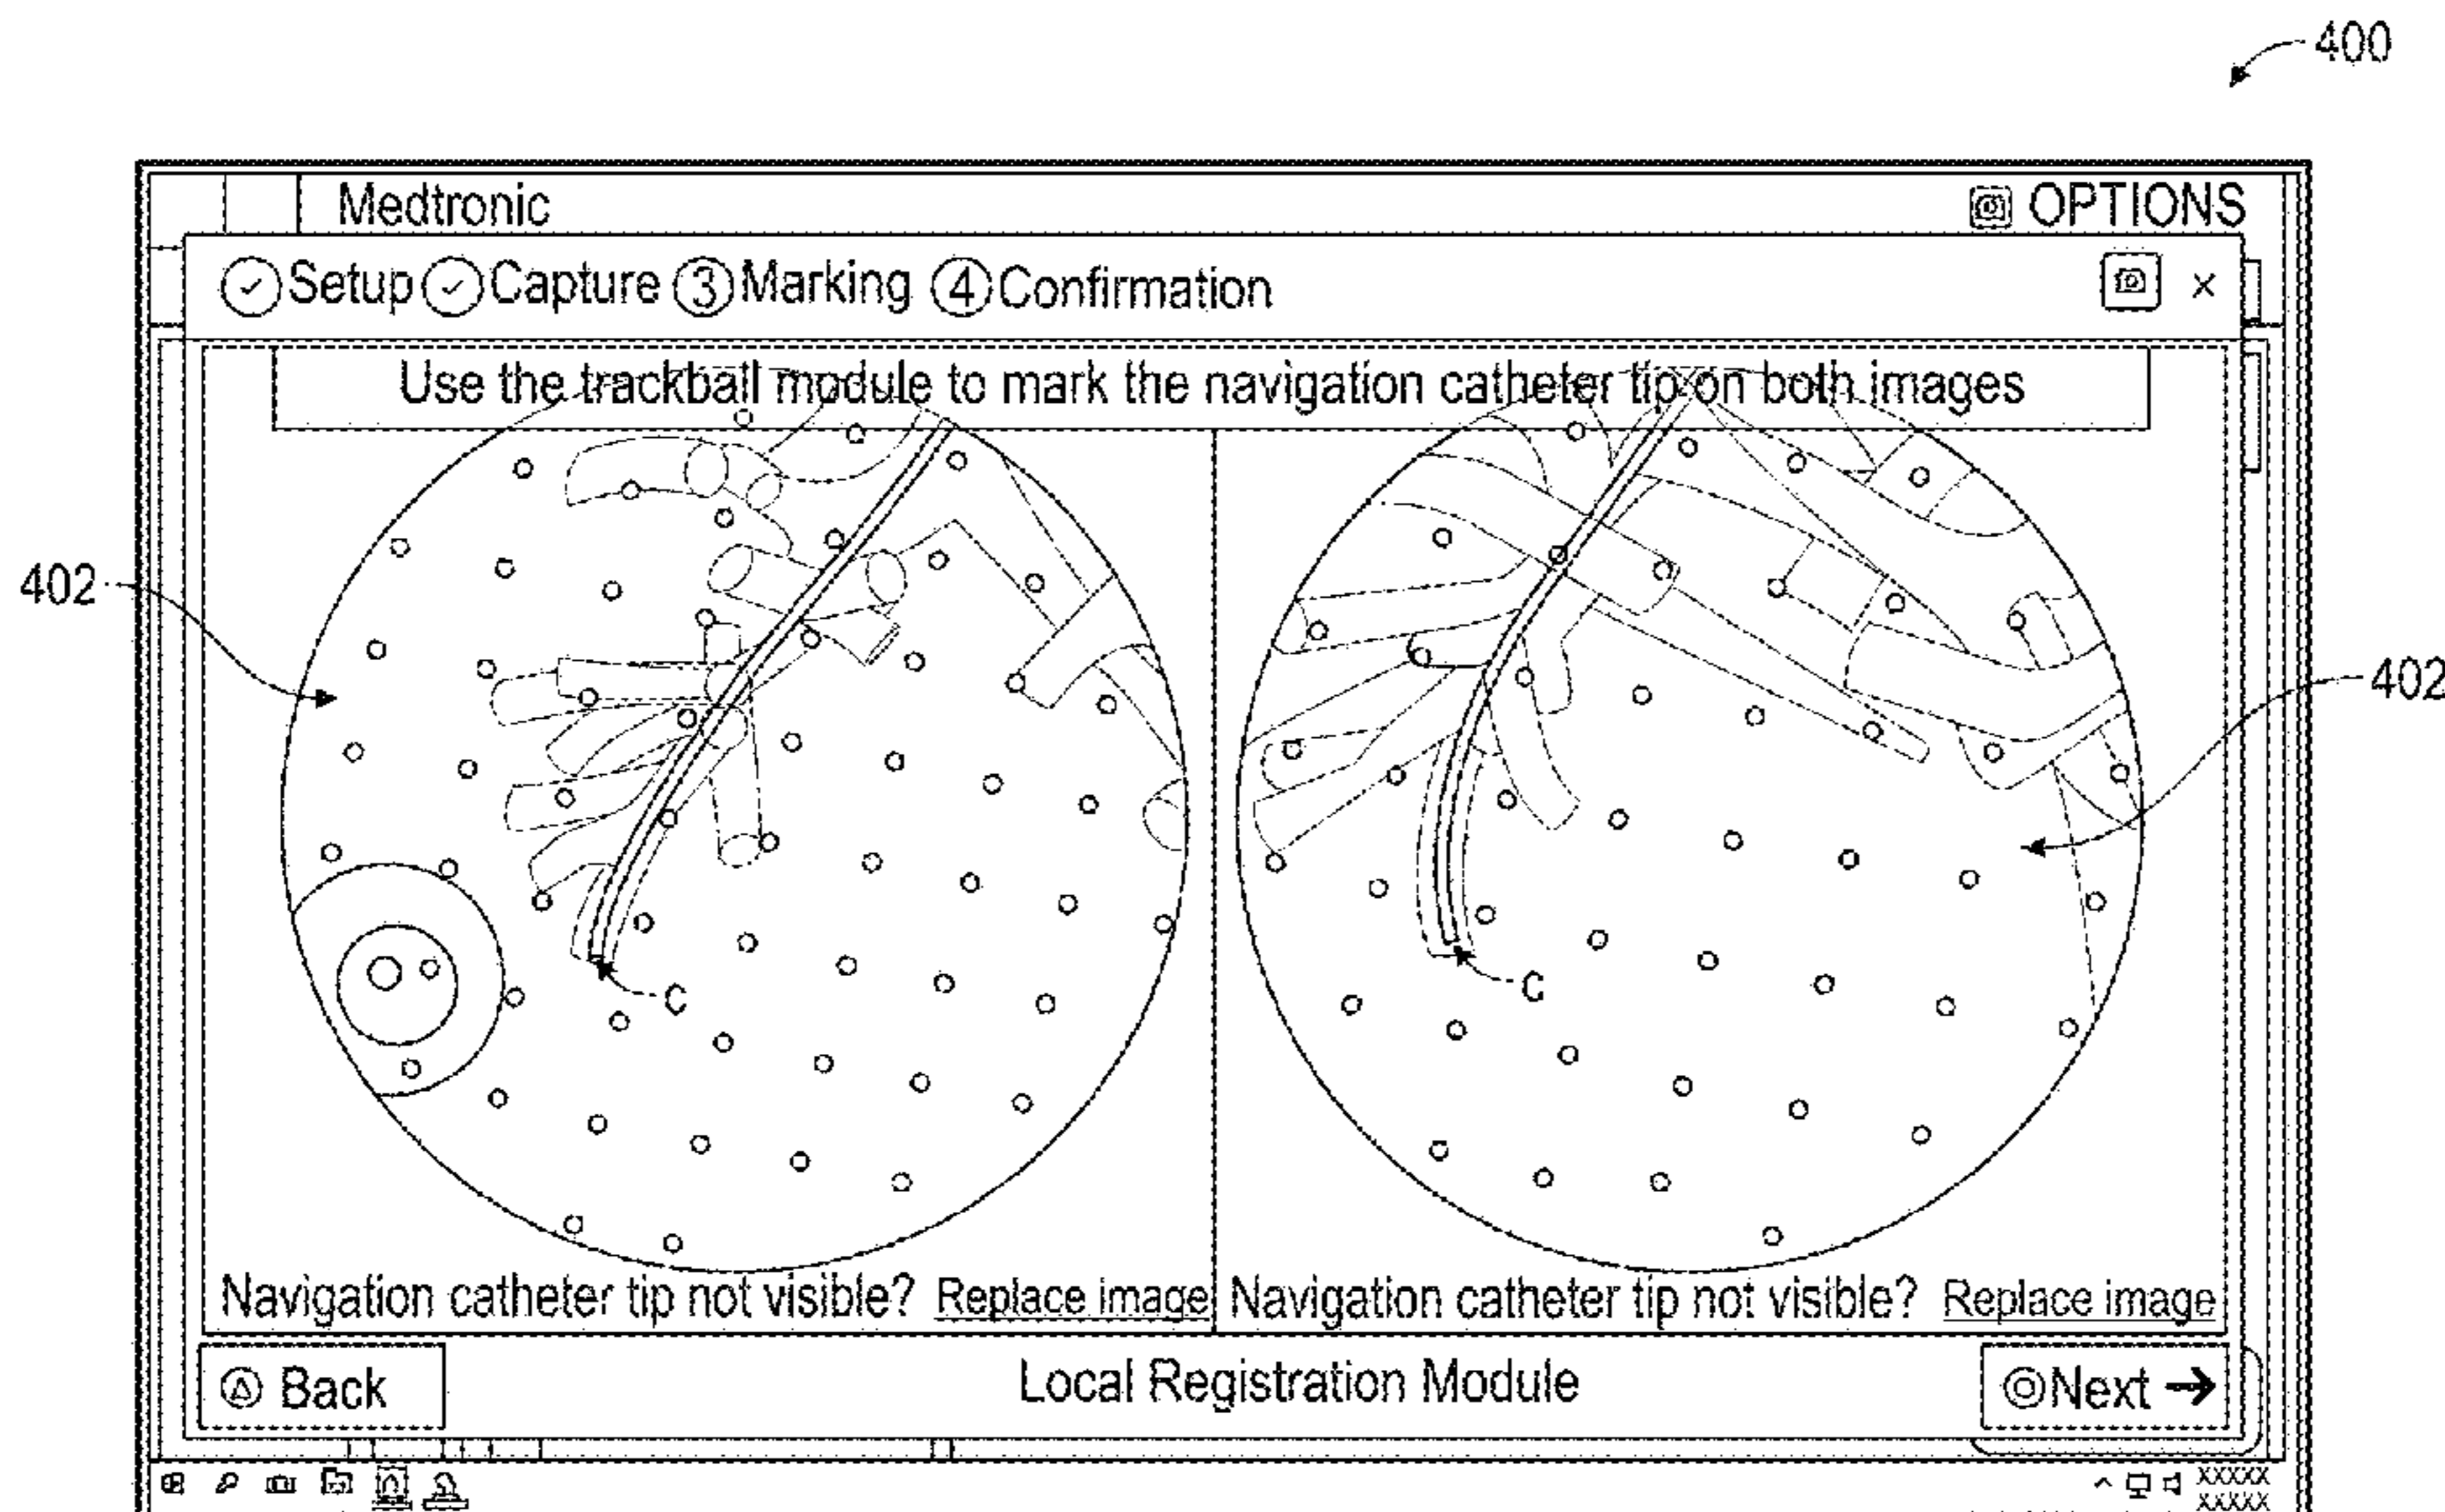 400
Medtronic OPTIONS
Setup Capture 3 Marking 4 Confirmation ×
Use the trackball module to mark the navigation catheter tip on both images
402
402
C C
Navigation catheter tip not visible? Replace image Navigation catheter tip not visible? Replace image
Back Local Registration Module Next →
XXXXX
XXXXX